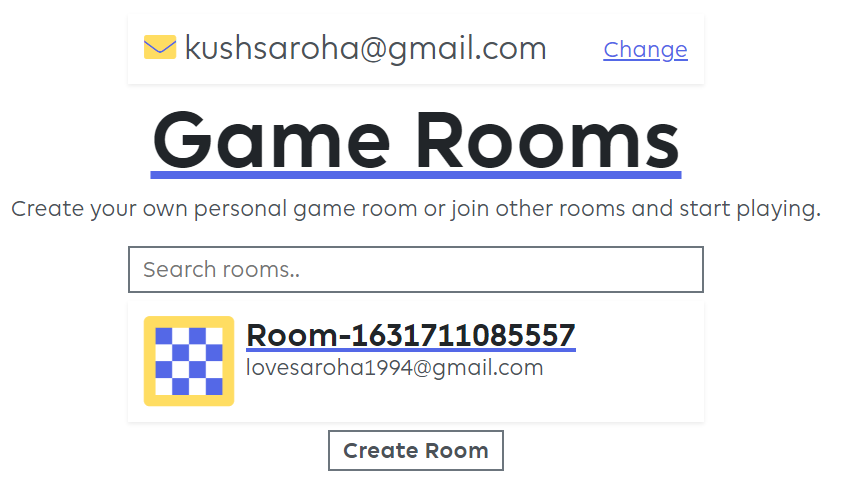 kushsaroha@gmail.com Change
Game Rooms
Create your own personal game room or join other rooms and start playing.
Search rooms..
Room-1631711085557
lovesaroha1994@gmail.com
Create Room